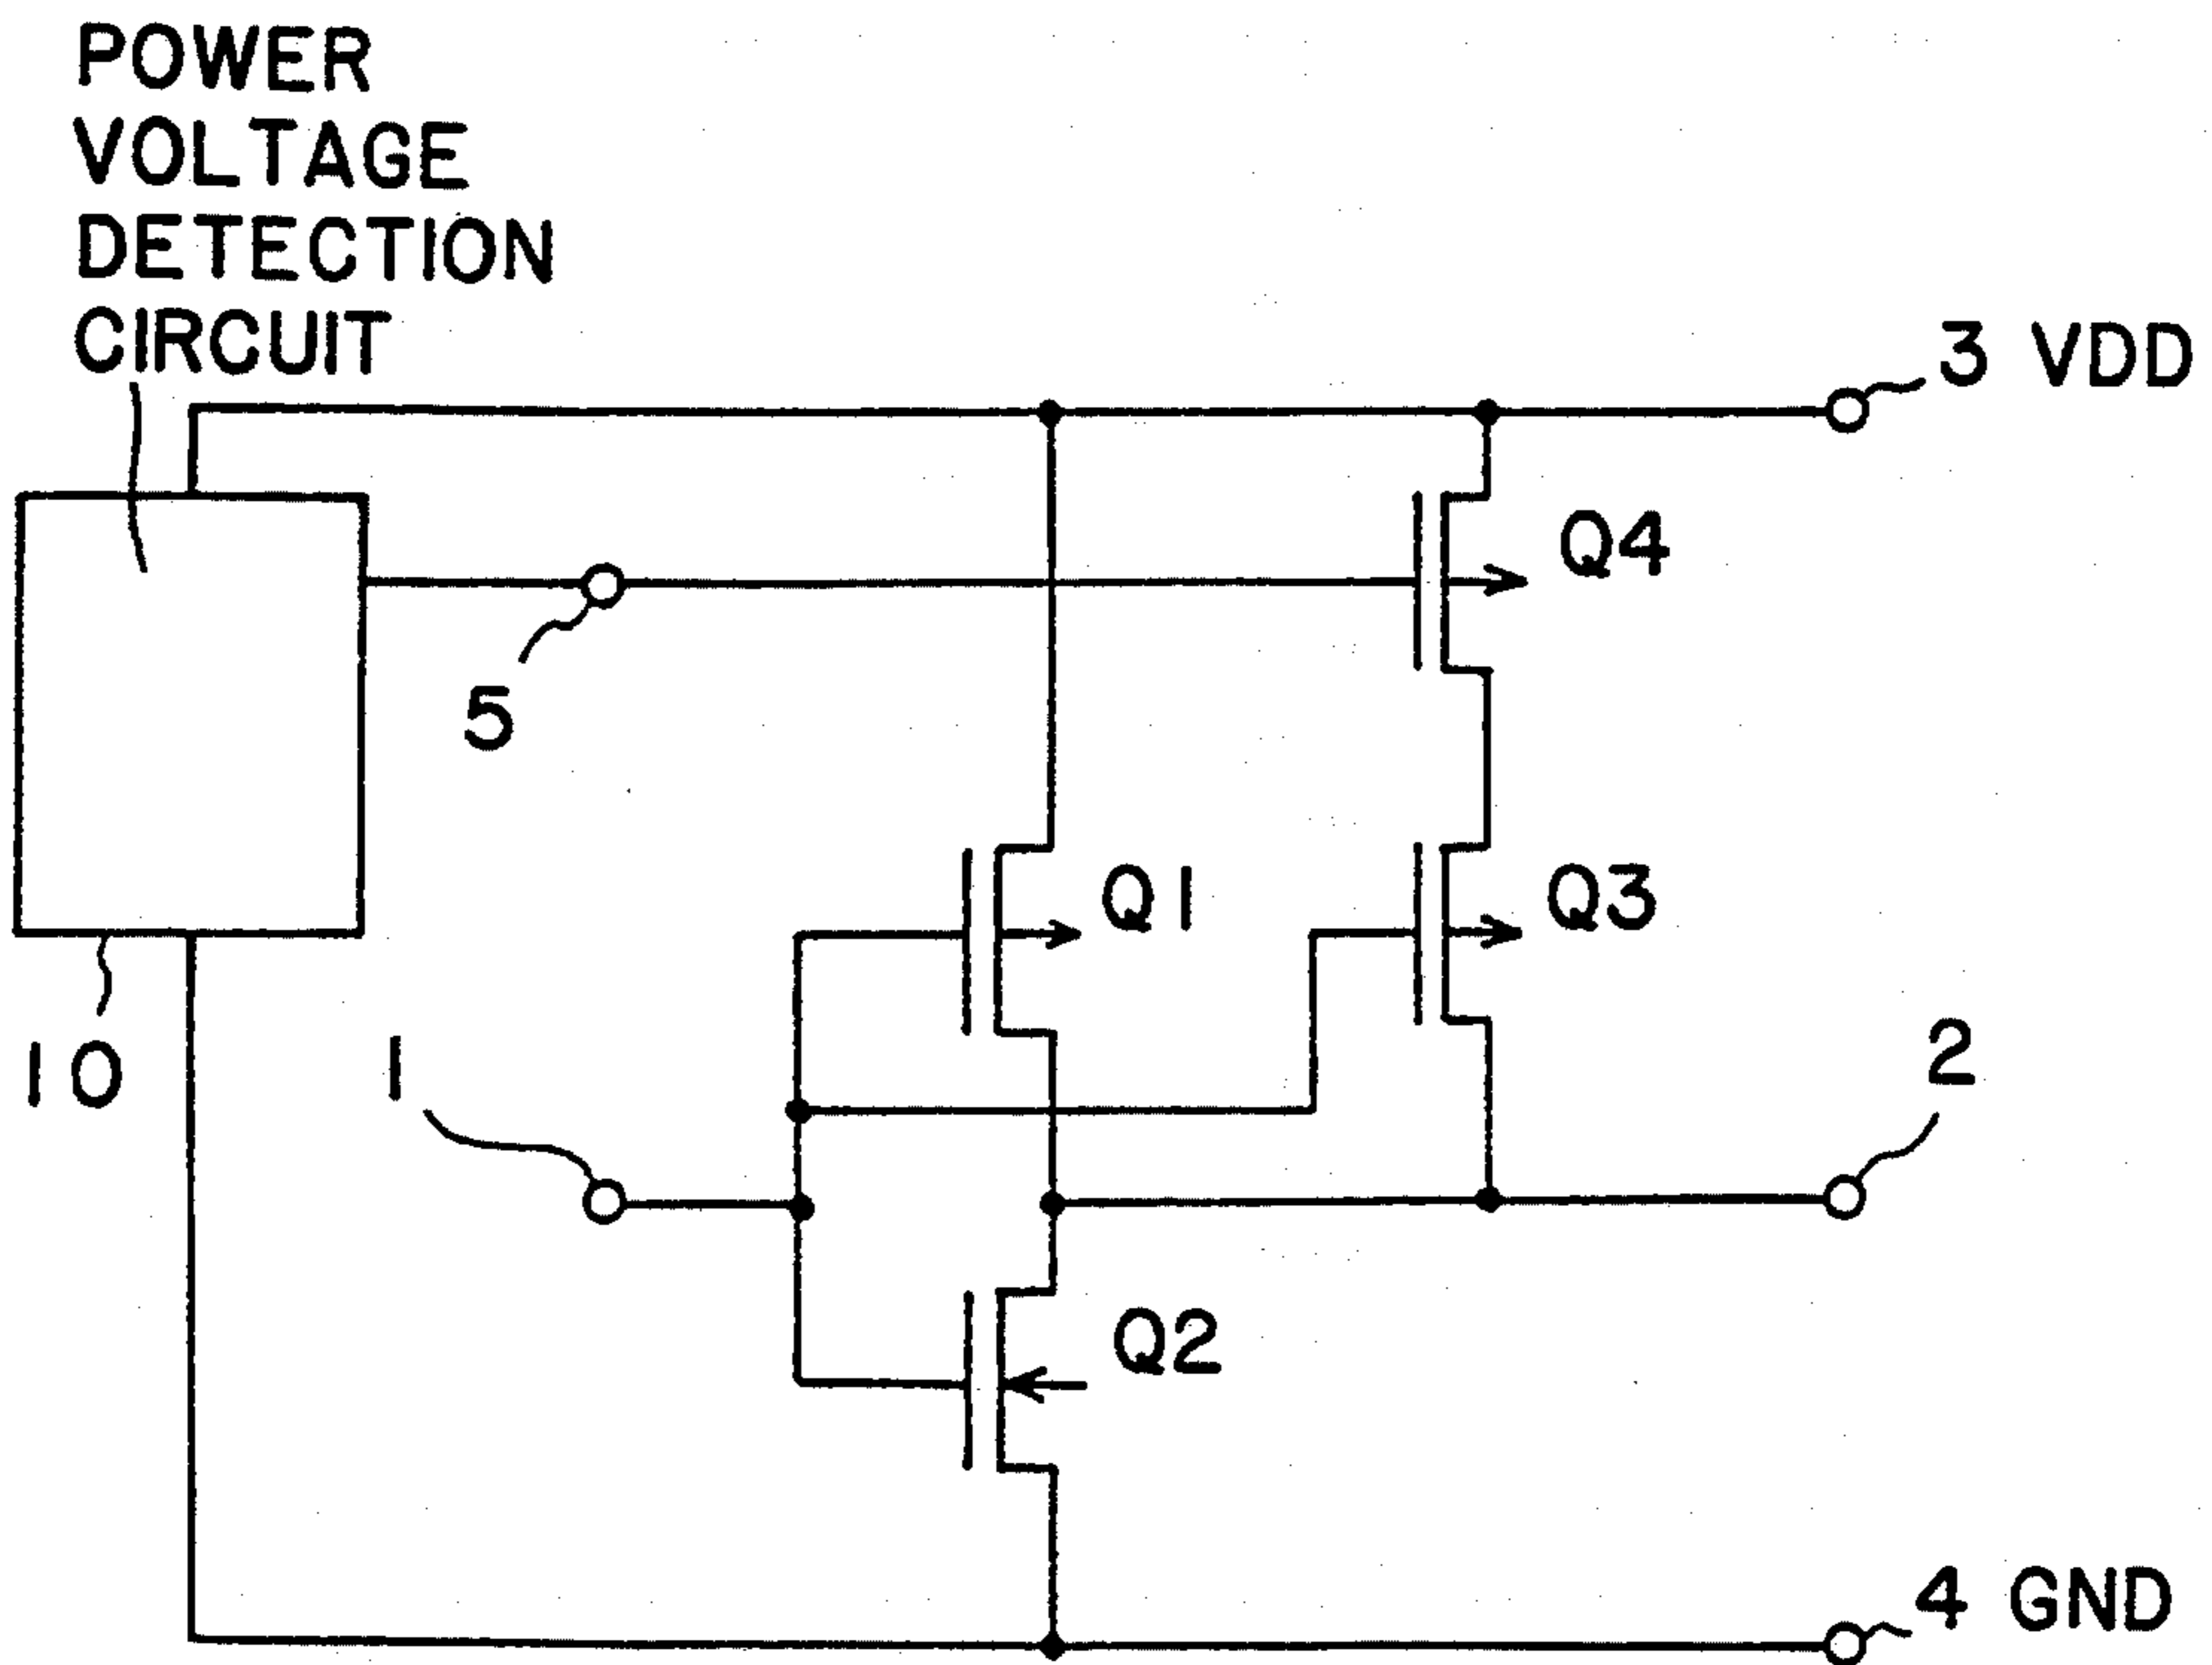 POWER
VOLTAGE
DETECTION
CIRCUIT
3 VDD
Q4
5
Q1
Q3
10
1
2
Q2
4 GND